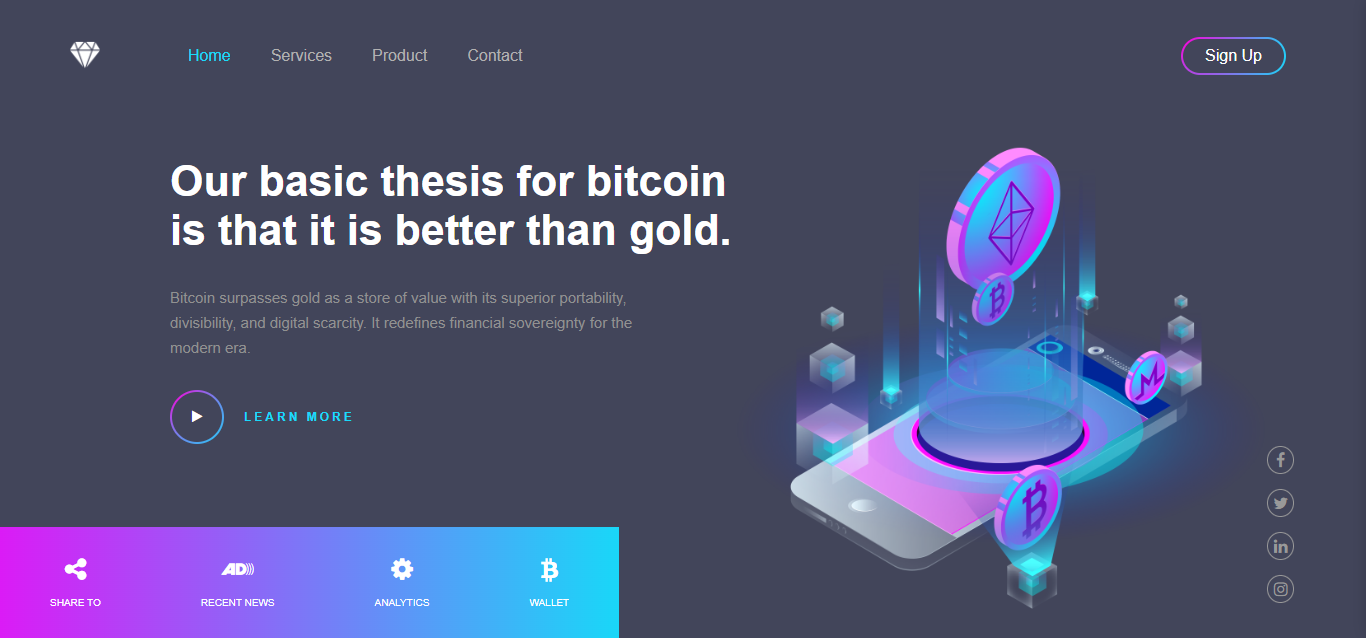 Home Services Product Contact Sign Up
Our basic thesis for bitcoin
is that it is better than gold.
Bitcoin surpasses gold as a store of value with its superior portability,
divisibility, and digital scarcity. It redefines financial sovereignty for the
modern era.
LEARN MORE
SHARE TO RECENT NEWS ANALYTICS WALLET